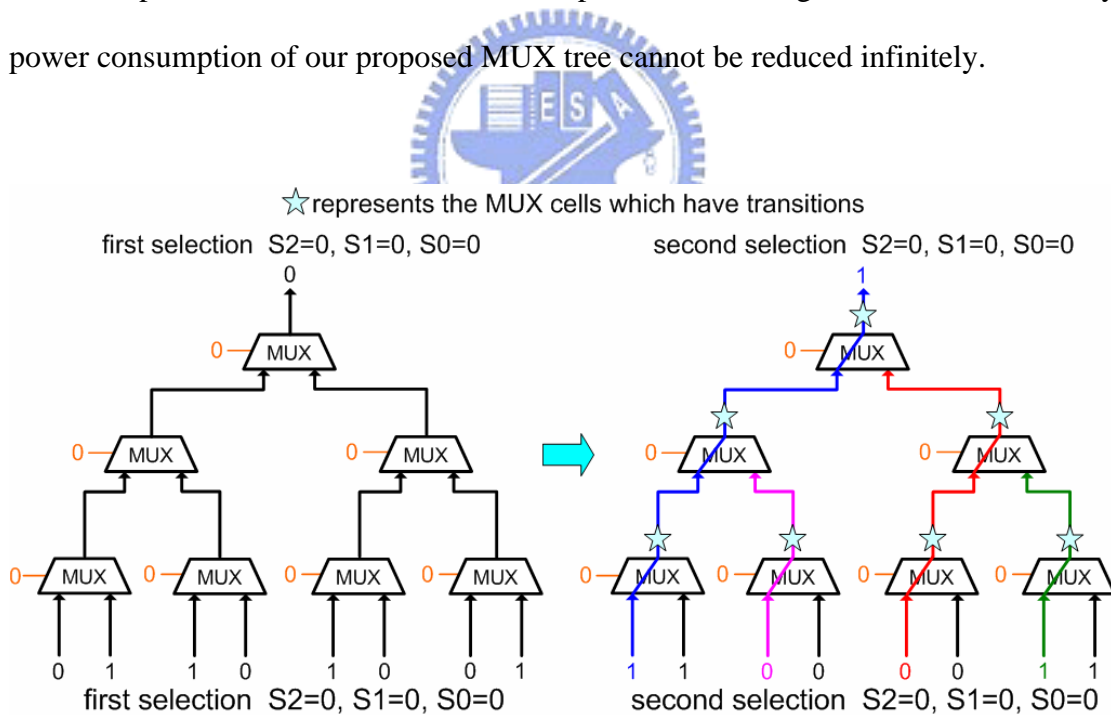 power consumption of our proposed MUX tree cannot be reduced infinitely.
E S A
represents the MUX cells which have transitions
first selection S2=0, S1=0, S0=0
second selection S2=0, S1=0, S0=0
0
1
0 MUX
0 MUX
0 MUX
0 MUX
0 MUX
0 MUX
0 MUX 0 MUX 0 MUX 0 MUX
0 MUX 0 MUX 0 MUX 0 MUX
0 1 1 0 1 0 0 1
1 1 0 0 0 0 1 1
first selection S2=0, S1=0, S0=0
second selection S2=0, S1=0, S0=0